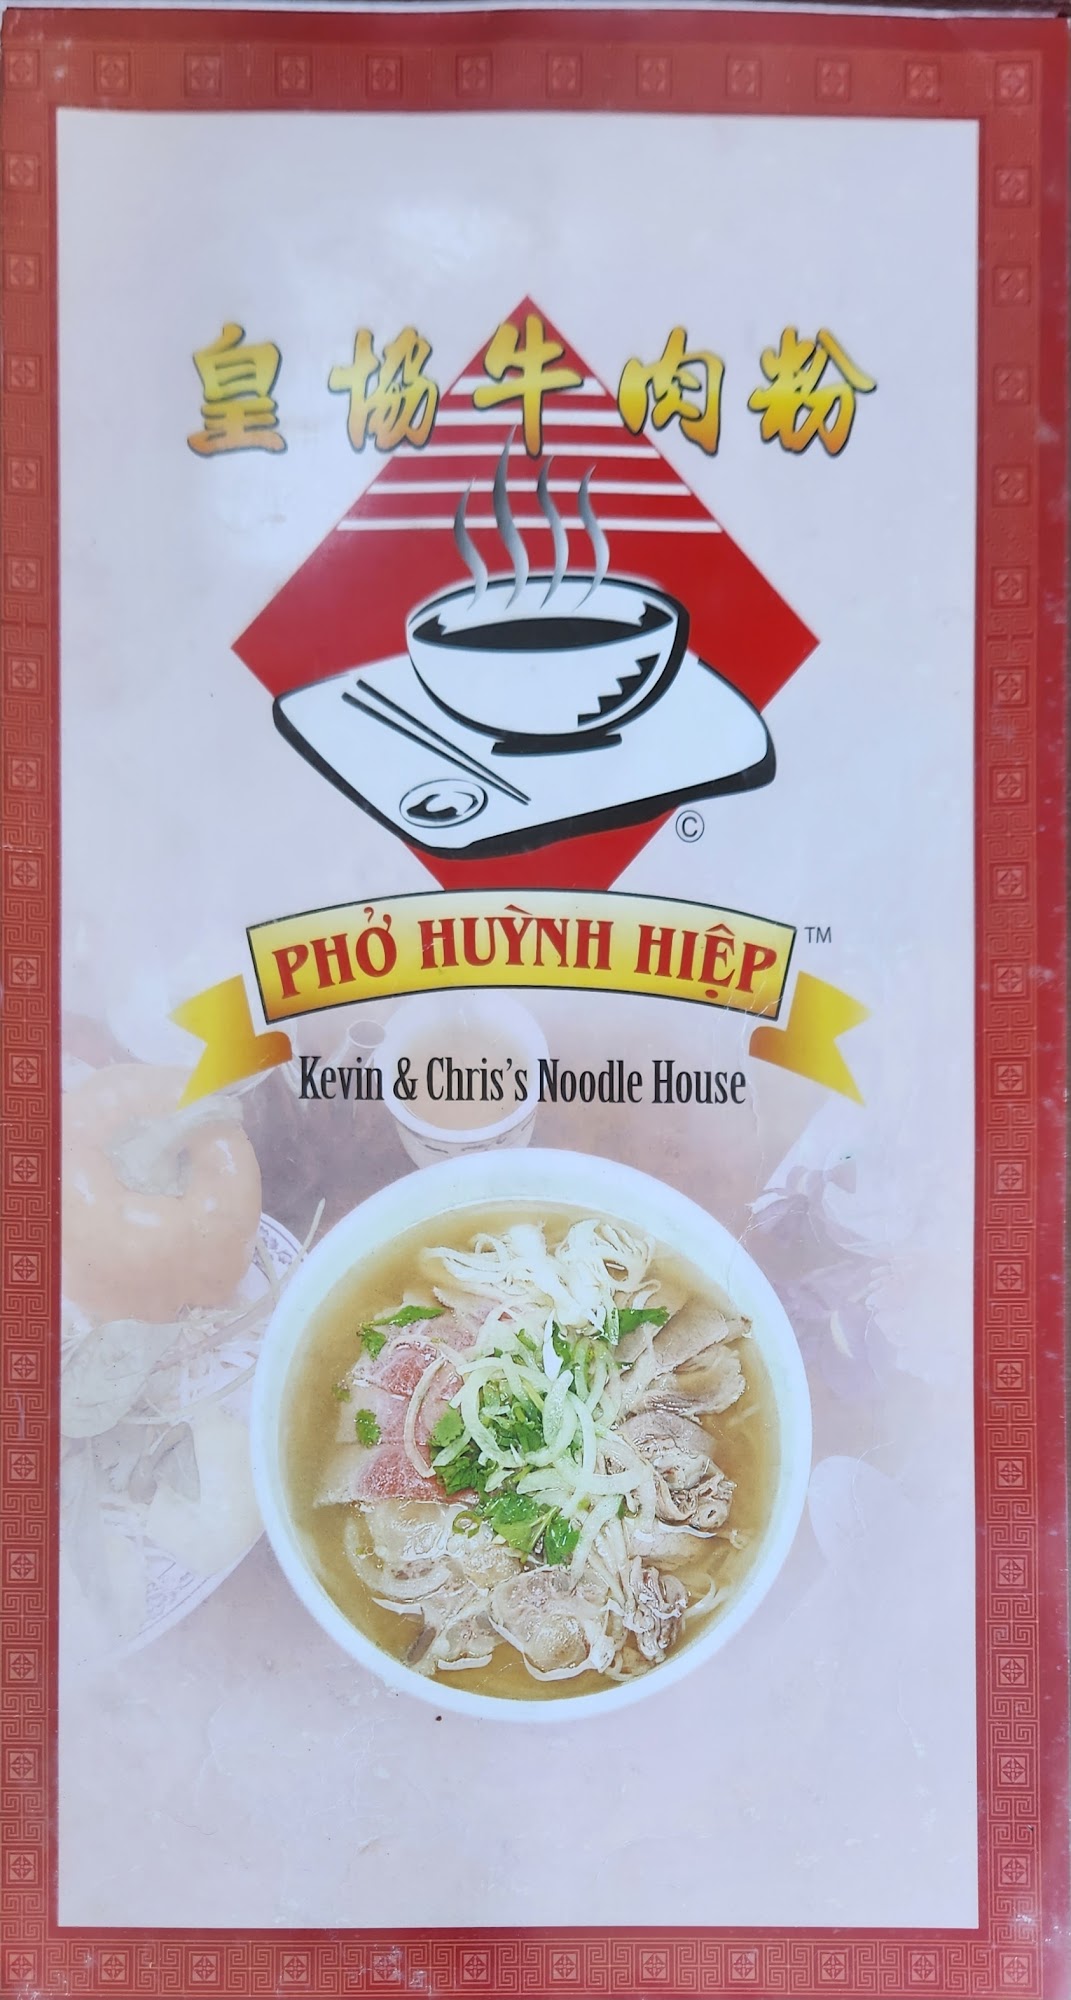 皇協牛肉粉
©
PHỞ HUỲNH HIỆP ™
Kevin & Chris's Noodle House